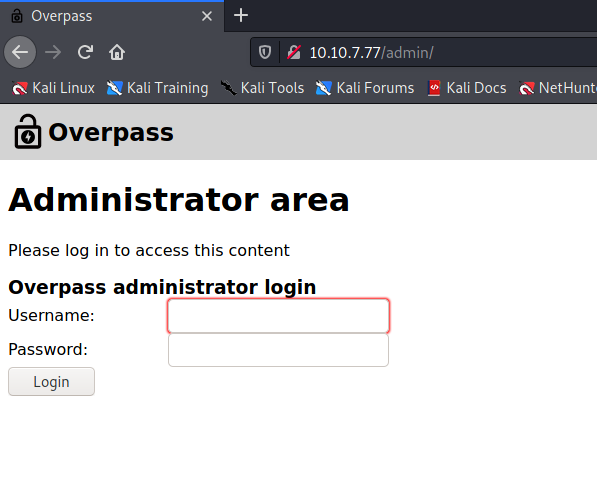 Overpass
10.10.7.77/admin/
Kali Linux Kali Training Kali Tools Kali Forums Kali Docs NetHunt
Overpass
Administrator area
Please log in to access this content
Overpass administrator login
Username:
Password:
Login